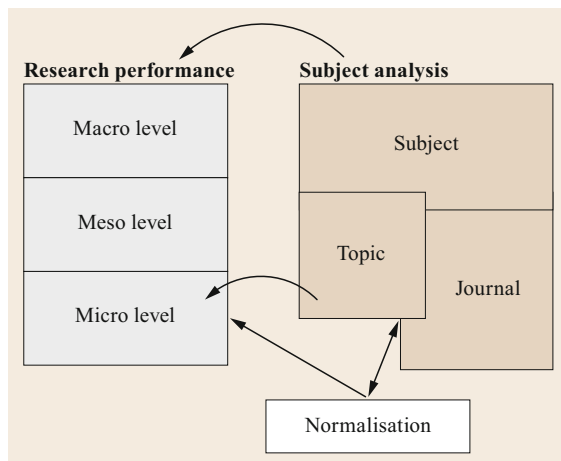 Research performance
Subject analysis
Macro level
Meso level
Micro level
Subject
Topic
Journal
Normalisation